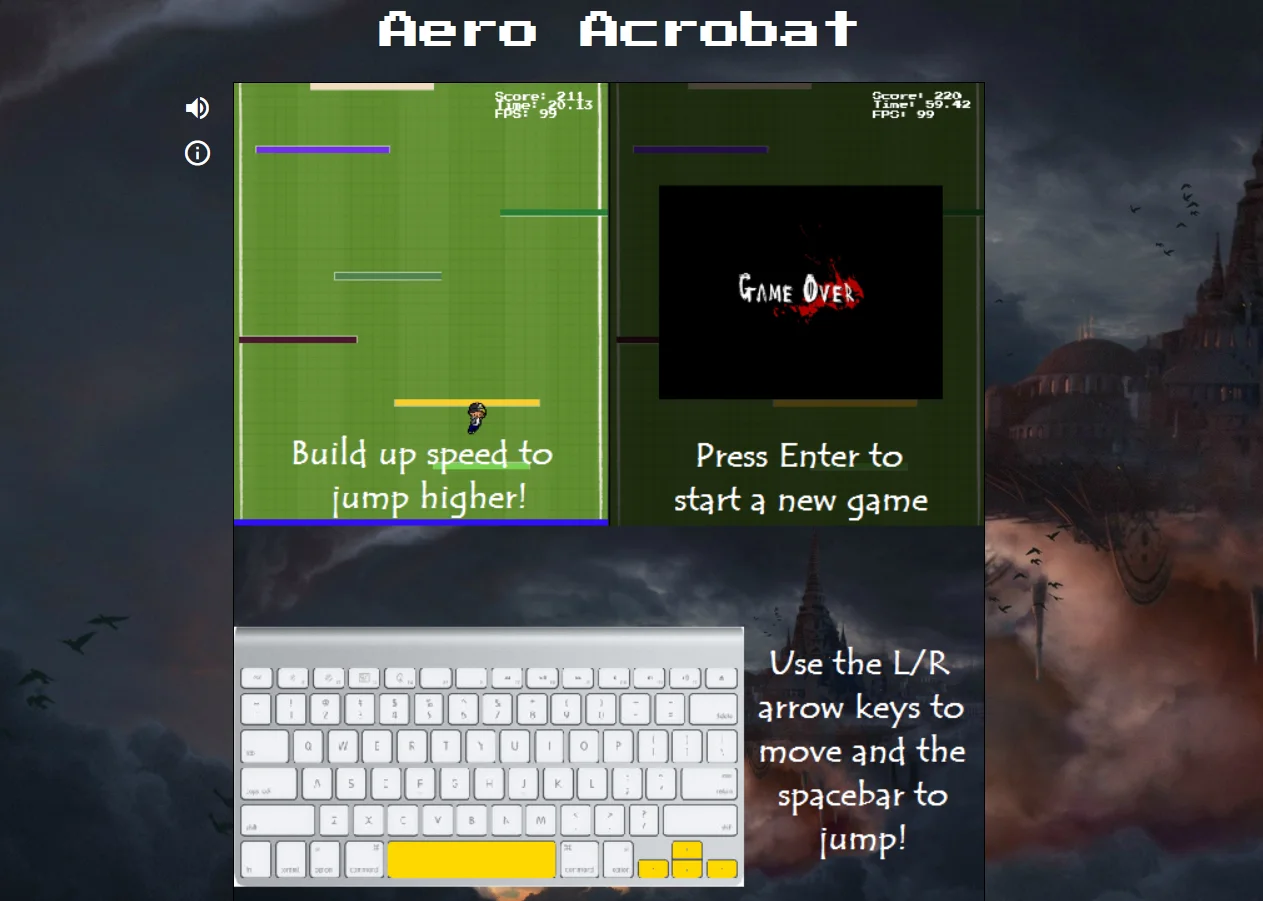 Aero Acrobat
Score: 211
Time: 20.13
FPS: 99
Score: 220
Time: 59.42
FPS: 99
GAME OVER
Build up speed to
jump higher!
Press Enter to
start a new game
Use the L/R
arrow keys to
move and the
spacebar to
jump!
Q W E R T Y U I O P
A S D F G H J K L
Z X C V B N M